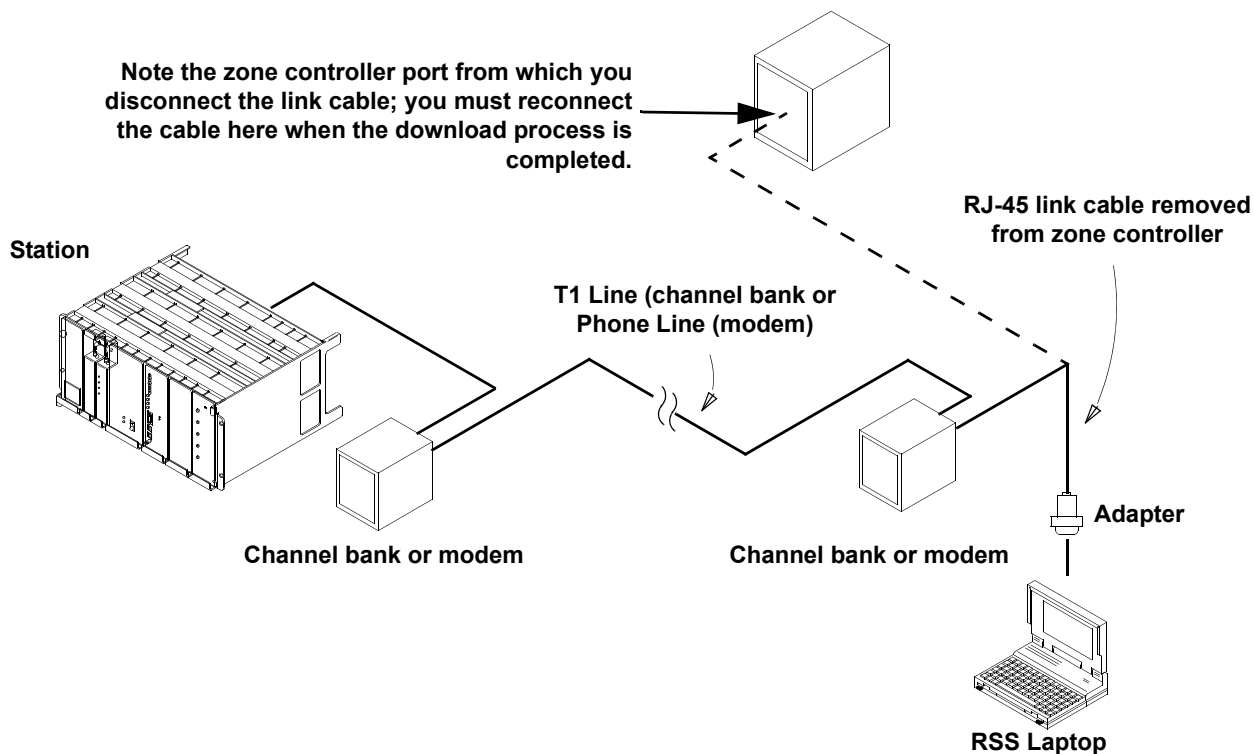 Note the zone controller port from which you
disconnect the link cable; you must reconnect
the cable here when the download process is
completed.
RJ-45 link cable removed
from zone controller
Station
T1 Line (channel bank or
Phone Line (modem)
Adapter
Channel bank or modem
Channel bank or modem
RSS Laptop